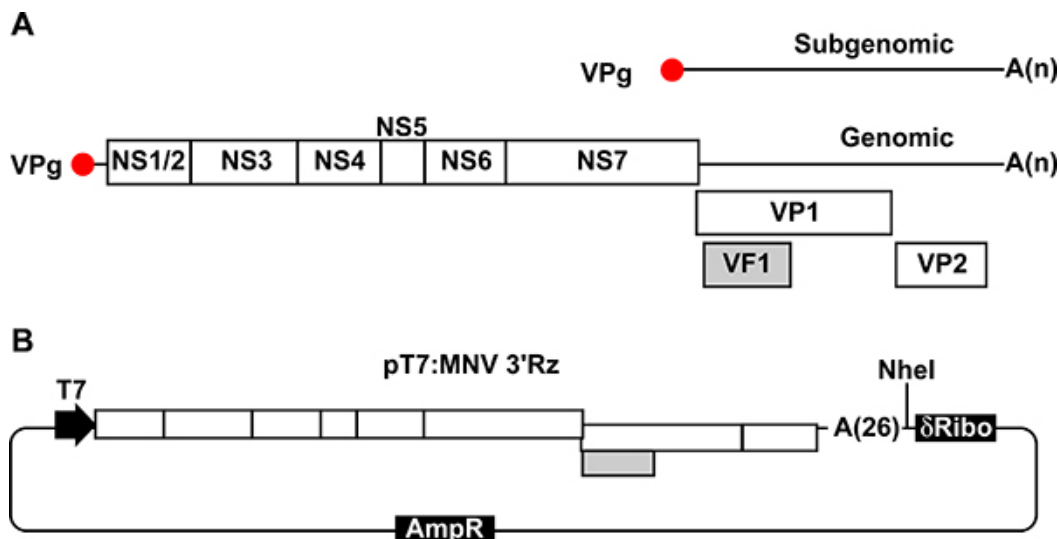 A
Subgenomic
VPg
A(n)
NS5
Genomic
VPg
NS1/2 NS3 NS4 NS6 NS7
A(n)
VP1
VF1
VP2
B
pT7:MNV 3'Rz
NheI
T7
A(26)
δRibo
AmpR